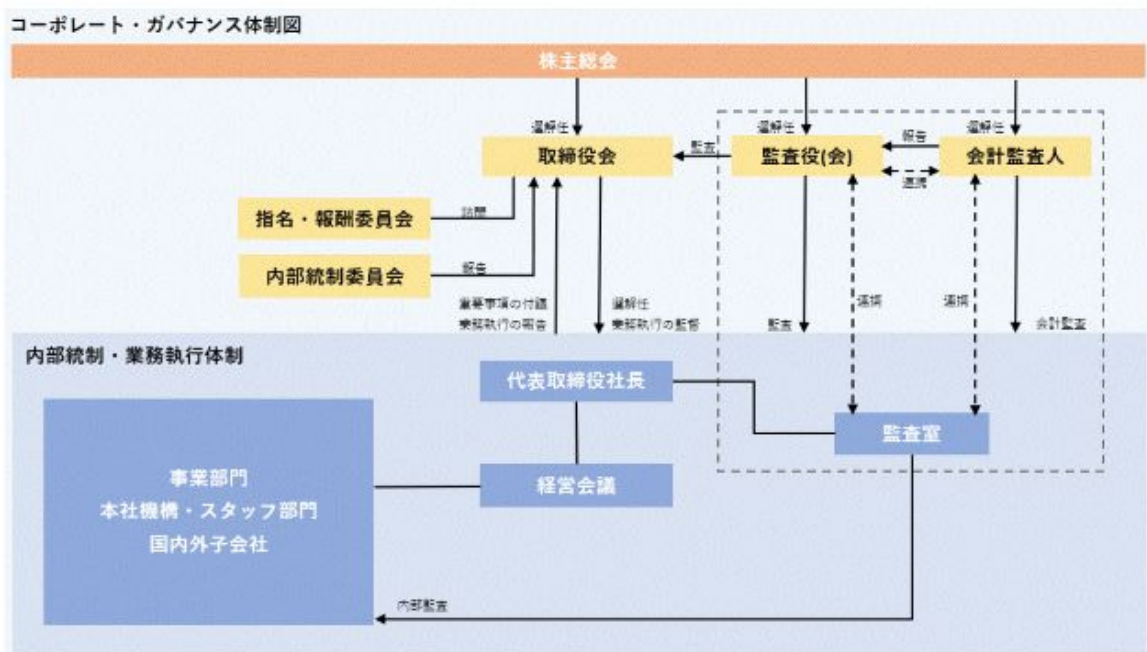 コーポレート・ガバナンス体制図
株主総会
選解任
選解任
選解任
取締役会
監査
監査役(会)
報告
連携
会計監査人
指名・報酬委員会
諮問
内部統制委員会
報告
重要事項の付議
業務執行の報告
選解任
業務執行の監督
監査
連携
連携
会計監査
内部統制・業務執行体制
代表取締役社長
監査室
経営会議
事業部門
本社機構・スタッフ部門
国内外子会社
内部監査